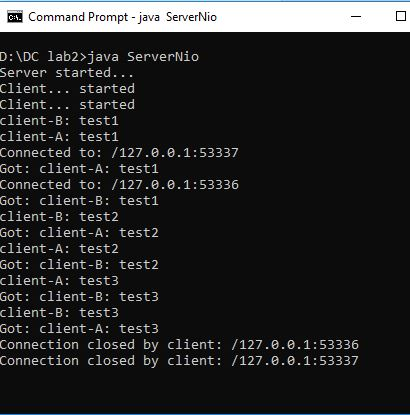 Command Prompt - java ServerNio
D:\DC lab2>java ServerNio
Server started...
Client... started
Client... started
client-B: test1
client-A: test1
Connected to: /127.0.0.1:53337
Got: client-A: test1
Connected to: /127.0.0.1:53336
Got: client-B: test1
client-B: test2
Got: client-A: test2
client-A: test2
Got: client-B: test2
client-A: test3
Got: client-B: test3
client-B: test3
Got: client-A: test3
Connection closed by client: /127.0.0.1:53336
Connection closed by client: /127.0.0.1:53337